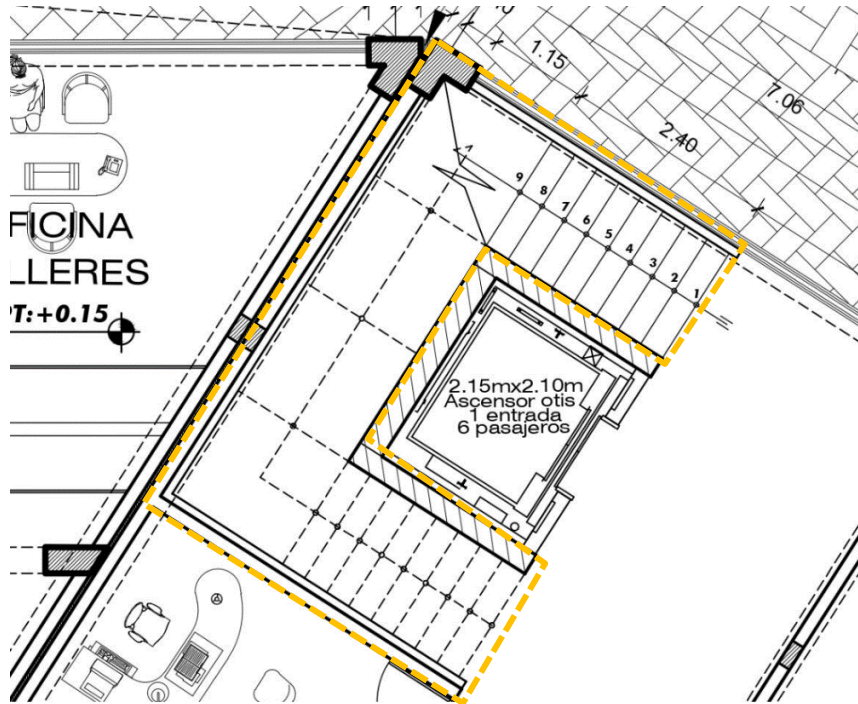 1.15
7.06
2.40
FICINA
LLERES
T:+0.15
9
8
7
6
5
4
3
2
1
2.15mx2.10m
Ascensor otis
1 entrada
6 pasajeros